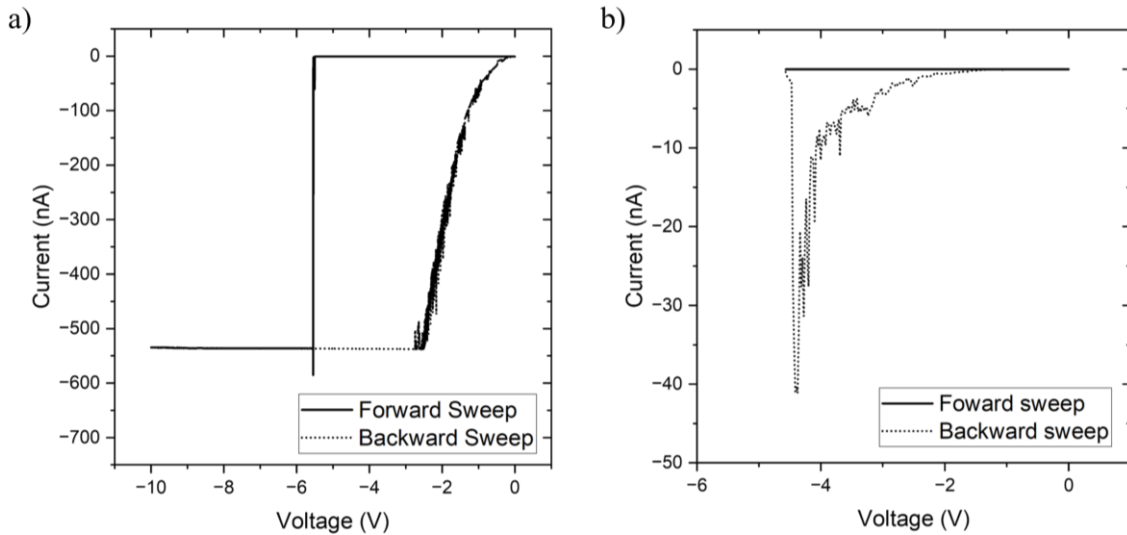 a)
0
−100
−200
−300
−400
−500
−600
−700
Current (nA)
Forward Sweep
Backward Sweep
−10
−8
−6
−4
−2
0
Voltage (V)
b)
0
−10
−20
−30
−40
−50
Current (nA)
Foward sweep
Backward sweep
−6
−4
−2
0
Voltage (V)